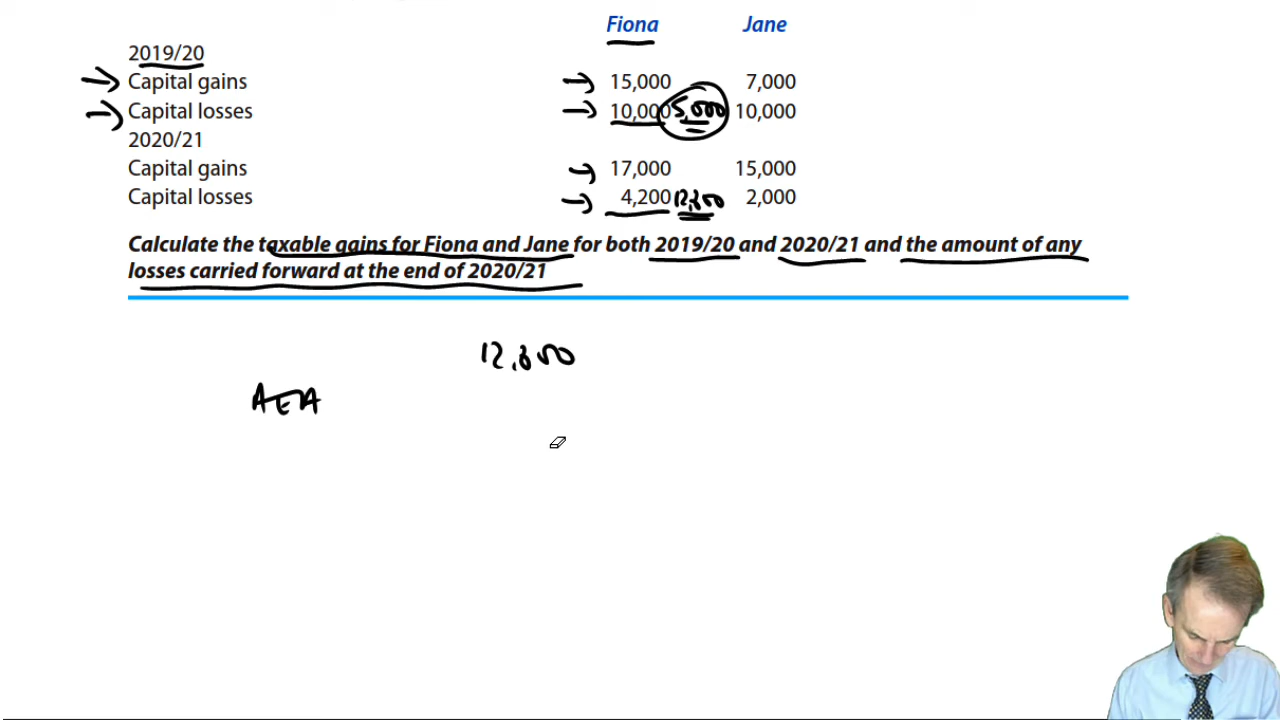 Fiona Jane
2019/20
Capital gains 15,000 7,000
Capital losses 10,000 5,000 10,000
2020/21
Capital gains 17,000 15,000
Capital losses 4,200 12,800 2,000
Calculate the taxable gains for Fiona and Jane for both 2019/20 and 2020/21 and the amount of any
losses carried forward at the end of 2020/21
12,800
AEA